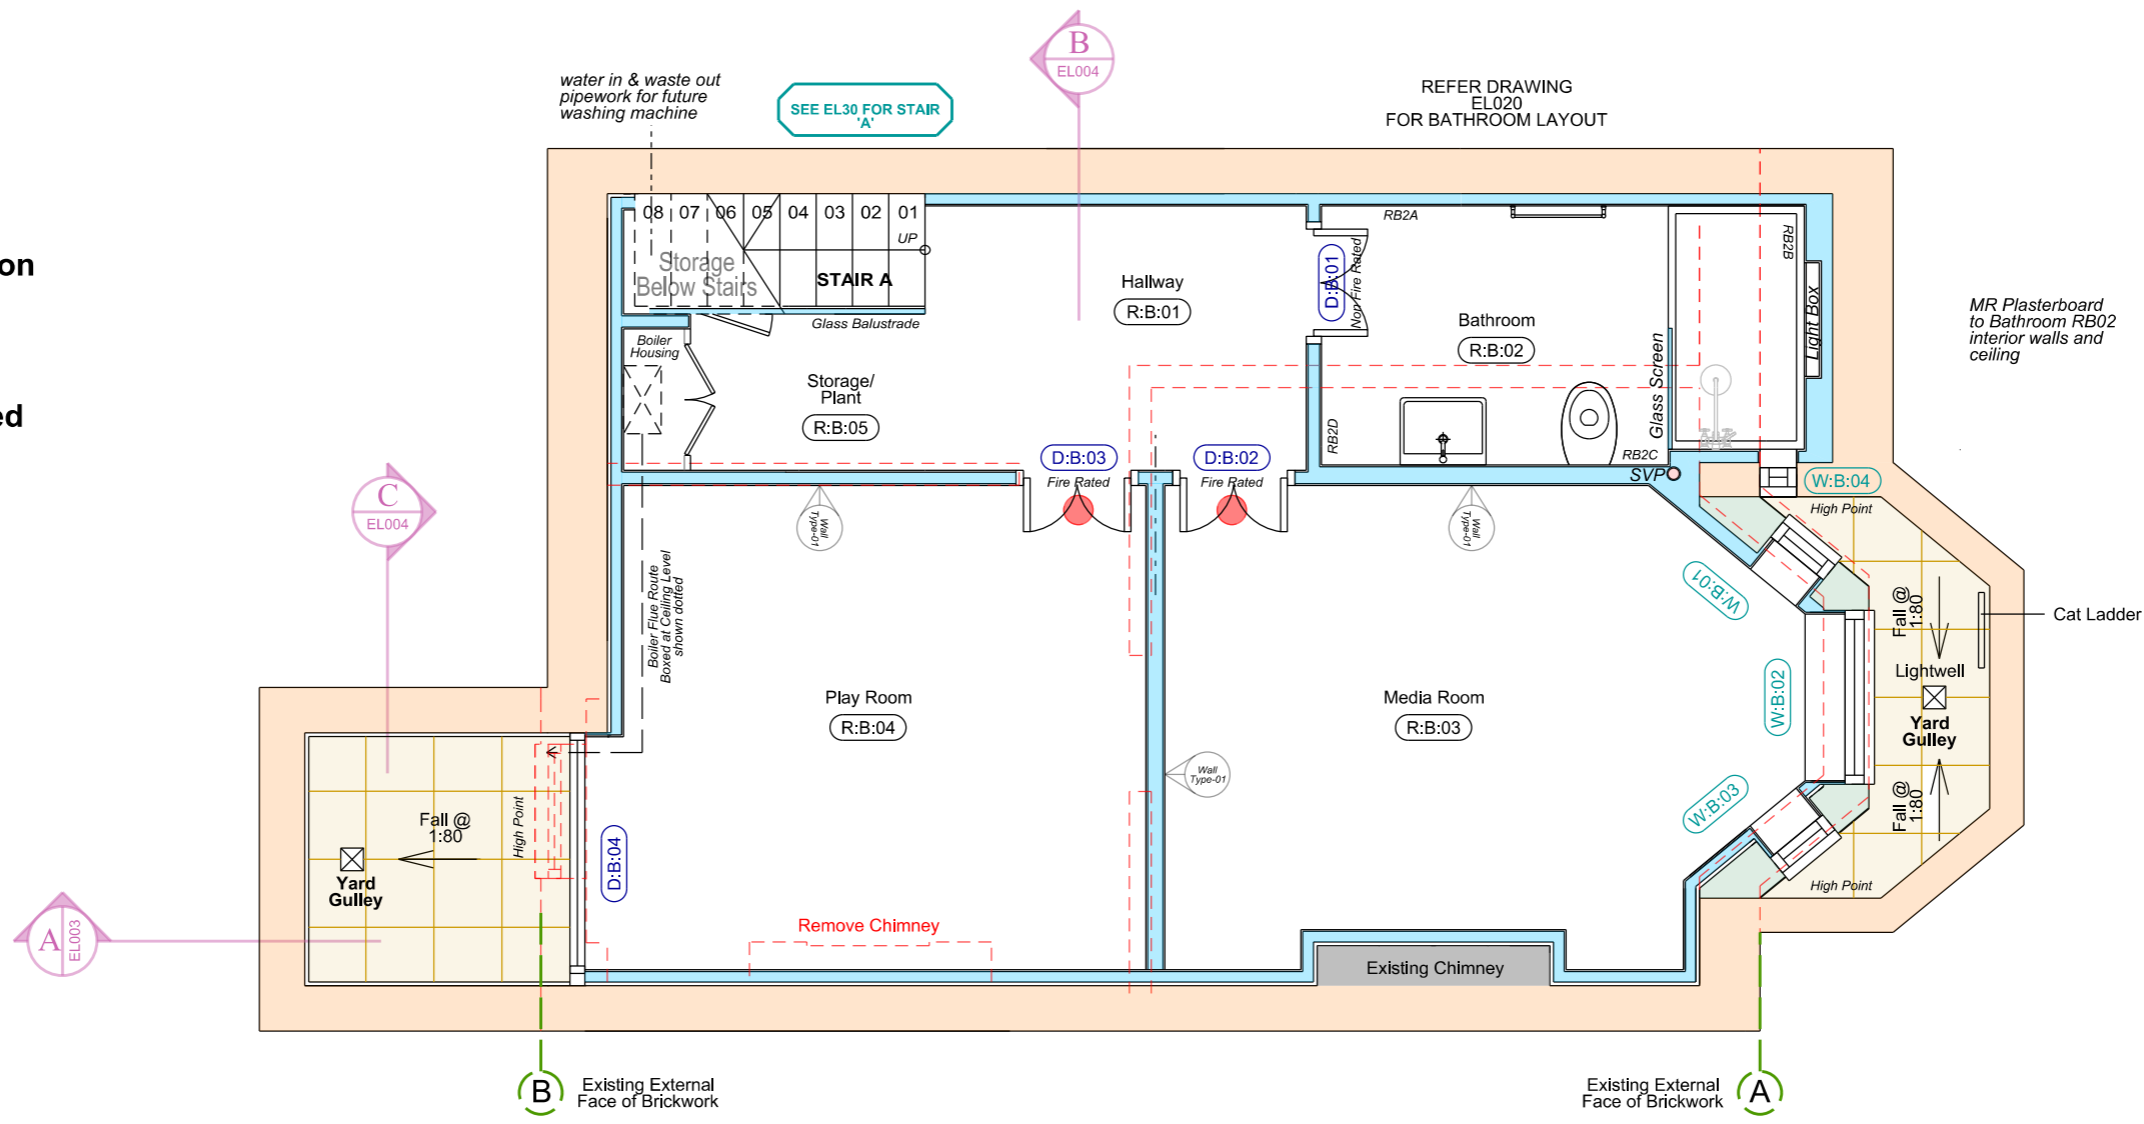 B
EL004
water in & waste out
pipework for future
washing machine
SEE EL30 FOR STAIR
'A'
REFER DRAWING
EL020
FOR BATHROOM LAYOUT
on
ed
08 07 06 05 04 03 02 01
UP
Storage
Below Stairs
STAIR A
Glass Balustrade
Hallway
R:B:01
D:B:01
Non Fire Rated
RB2A
RB2B
Bathroom
R:B:02
Light Box
Glass Screen
MR Plasterboard
to Bathroom RB02
interior walls and
ceiling
Boiler
Housing
Storage/
Plant
R:B:05
RB2D
RB2C
SVP
D:B:03
Fire Rated
D:B:02
Fire Rated
W:B:04
High Point
C
EL004
Wall
Type-01
Wall
Type-01
Boiler Flue Route
Boxed at Ceiling Level
shown dotted
W:B:01
Fall @
1:80
Cat Ladder
Lightwell
Yard
Gulley
W:B:02
Play Room
R:B:04
Media Room
R:B:03
Wall
Type-01
W:B:03
Fall @
1:80
High Point
Fall @
1:80
High Point
D:B:04
Yard
Gulley
A
EL003
Remove Chimney
Existing Chimney
B
Existing External
Face of Brickwork
Existing External
Face of Brickwork
A